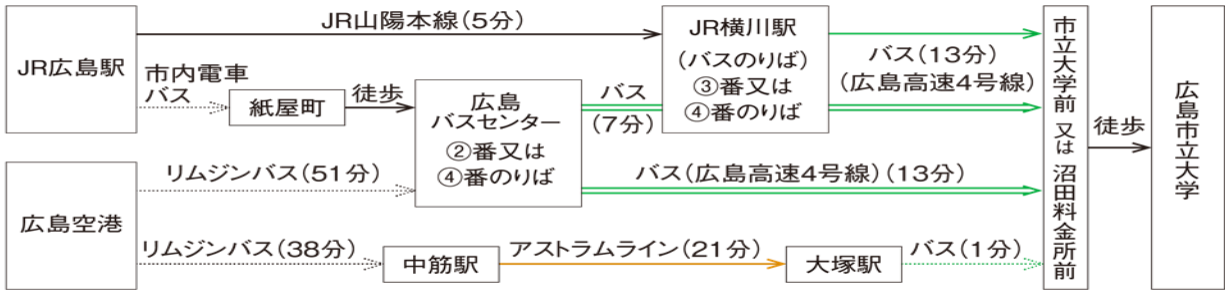 JR広島駅
JR山陽本線(5分)
市内電車
バス
紙屋町
徒歩
広島
バスセンター
②番又は
④番のりば
バス
(7分)
JR横川駅
(バスのりば)
③番又は
④番のりば
バス(13分)
(広島高速4号線)
広島空港
リムジンバス(51分)
バス(広島高速4号線)(13分)
リムジンバス(38分)
中筋駅
アストラムライン(21分)
大塚駅
バス(1分)
市立大学前 又は 沼田料金所前
徒歩
広島市立大学